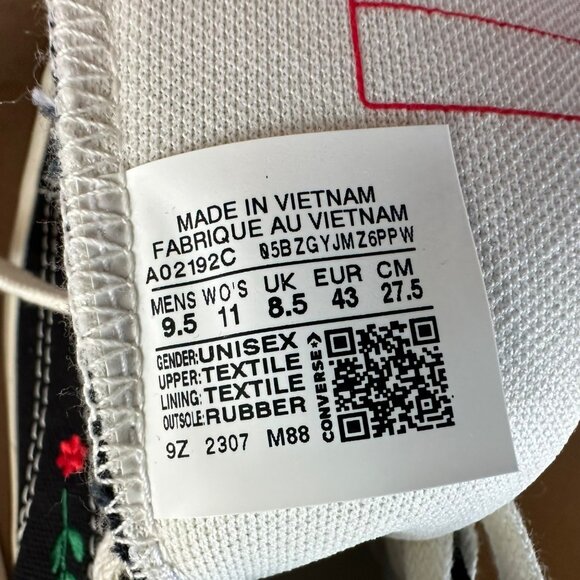 MADE IN VIETNAM
FABRIQUE AU VIETNAM
A02192C 05BZGYJMZ6PPW
MENS WO'S UK EUR CM
9.5 11 8.5 43 27.5
GENDER:UNISEX
UPPER:TEXTILE
LINING:TEXTILE
OUTSOLE:RUBBER
CONVERSE
9Z 2307 M88